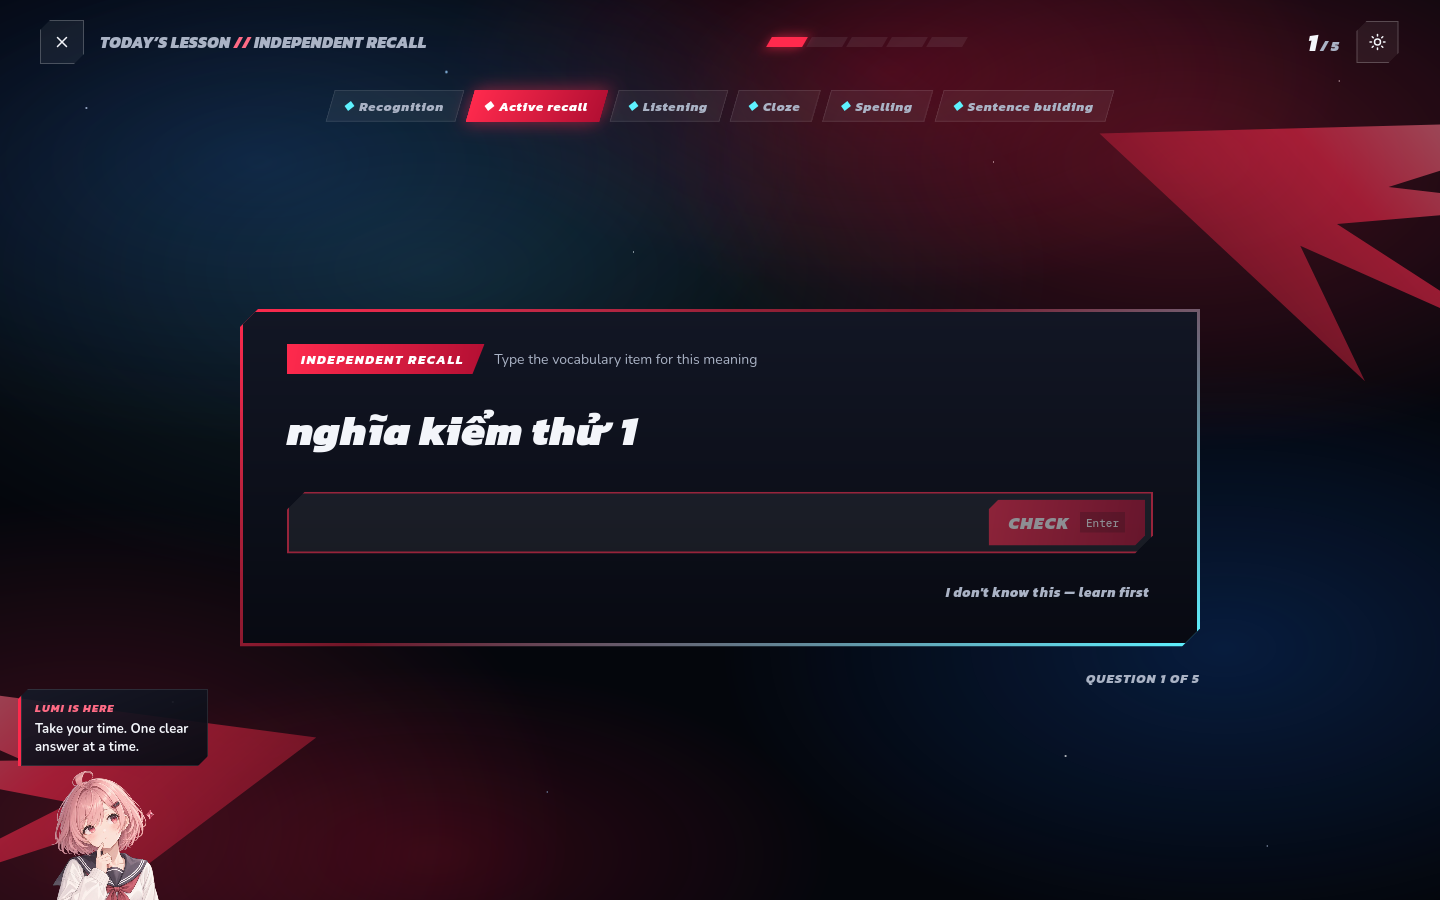 TODAY'S LESSON // INDEPENDENT RECALL
1 / 5
Recognition
Active recall
Listening
Cloze
Spelling
Sentence building
INDEPENDENT RECALL
Type the vocabulary item for this meaning
nghĩa kiểm thử 1
CHECK Enter
I don't know this — learn first
QUESTION 1 OF 5
LUMI IS HERE
Take your time. One clear
answer at a time.